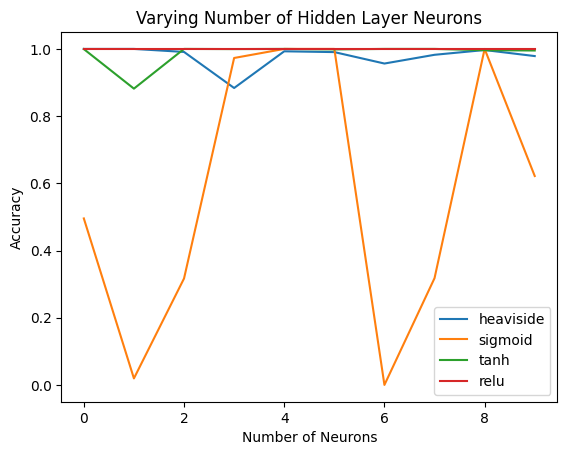 Varying Number of Hidden Layer Neurons
Accuracy
1.0
0.8
0.6
0.4
0.2
0.0
heaviside
sigmoid
tanh
relu
0 2 4 6 8
Number of Neurons